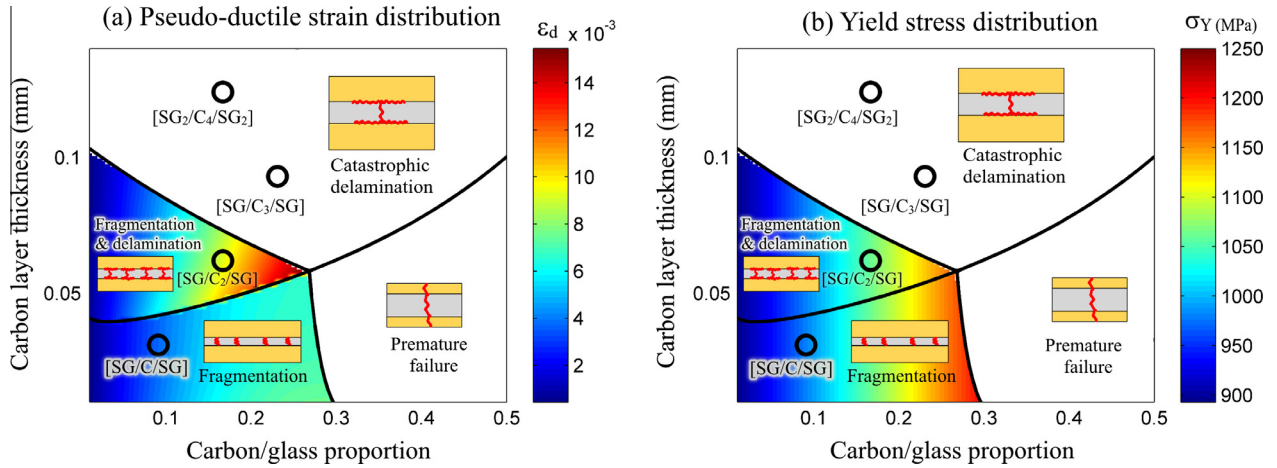 (a) Pseudo-ductile strain distribution
εd x 10⁻³
Carbon layer thickness (mm)
0.1
0.05
[SG₂/C₄/SG₂]
Catastrophic
delamination
[SG/C₃/SG]
Fragmentation
& delamination
[SG/C₂/SG]
Premature
failure
[SG/C/SG]
Fragmentation
0.1
0.2
0.3
0.4
0.5
Carbon/glass proportion
14
12
10
8
6
4
2
(b) Yield stress distribution
σY (MPa)
Carbon layer thickness (mm)
0.1
0.05
[SG₂/C₄/SG₂]
Catastrophic
delamination
[SG/C₃/SG]
Fragmentation
& delamination
[SG/C₂/SG]
Premature
failure
[SG/C/SG]
Fragmentation
0.1
0.2
0.3
0.4
0.5
Carbon/glass proportion
1250
1200
1150
1100
1050
1000
950
900